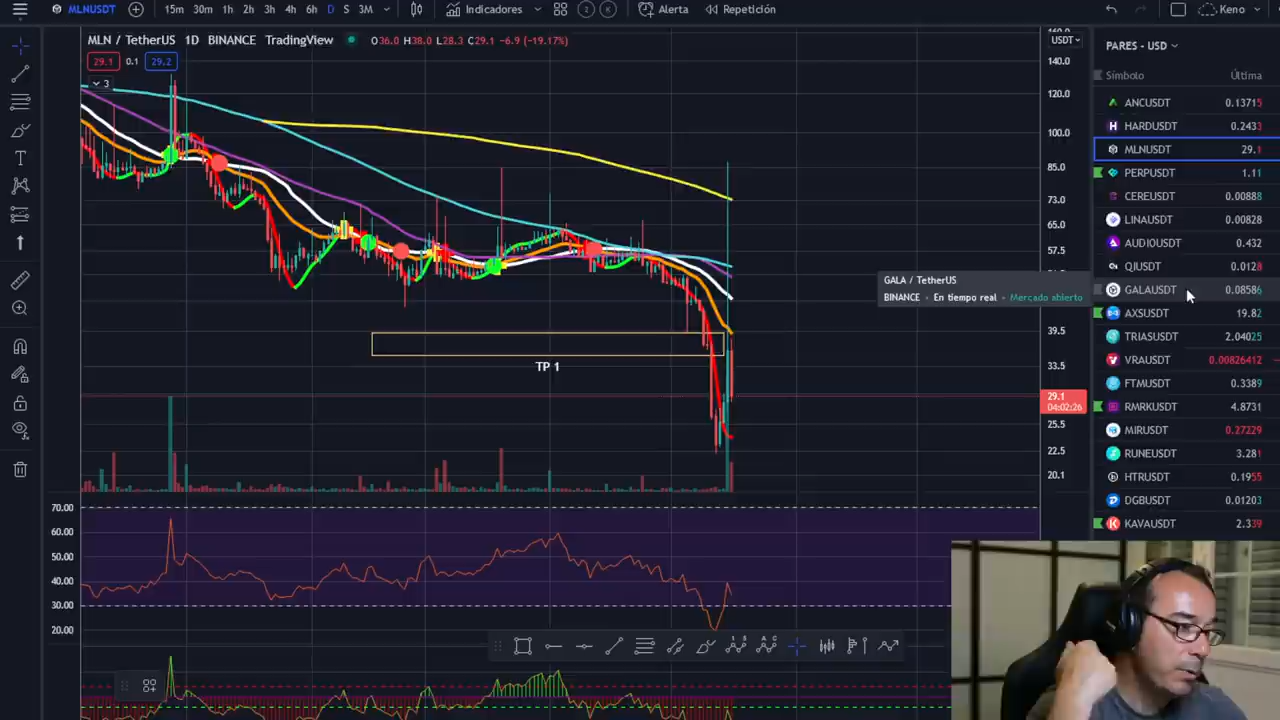 MLNUSDT 15m 30m 1h 2h 3h 4h 6h D S 3M Indicadores Alerta Repetición Keno
MLN / TetherUS 1D BINANCE TradingView O36.0 H38.0 L28.3 C29.1 -6.9 (-19.17%)
29.1 0.1 29.2
3
USDT
140.0
120.0
100.0
85.0
73.0
65.0
57.5
39.5
33.5
29.1
04:02:26
25.5
22.5
20.1
TP 1
GALA / TetherUS
BINANCE • En tiempo real • Mercado abierto
70.00
60.00
50.00
40.00
30.00
20.00
PARES - USD
Símbolo Última
ANCUSDT 0.13715
HARDUSDT 0.2433
MLNUSDT 29.1
PERPUSDT 1.11
CEREUSDT 0.00888
LINAUSDT 0.00828
AUDIOUSDT 0.432
QIUSDT 0.0128
GALAUSDT 0.08586
AXSUSDT 19.82
TRIASUSDT 2.04025
VRAUSDT 0.00826412
FTMUSDT 0.3389
RMRKUSDT 4.8731
MIRUSDT 0.27229
RUNEUSDT 3.281
HTRUSDT 0.1955
DGBUSDT 0.01203
KAVAUSDT 2.339